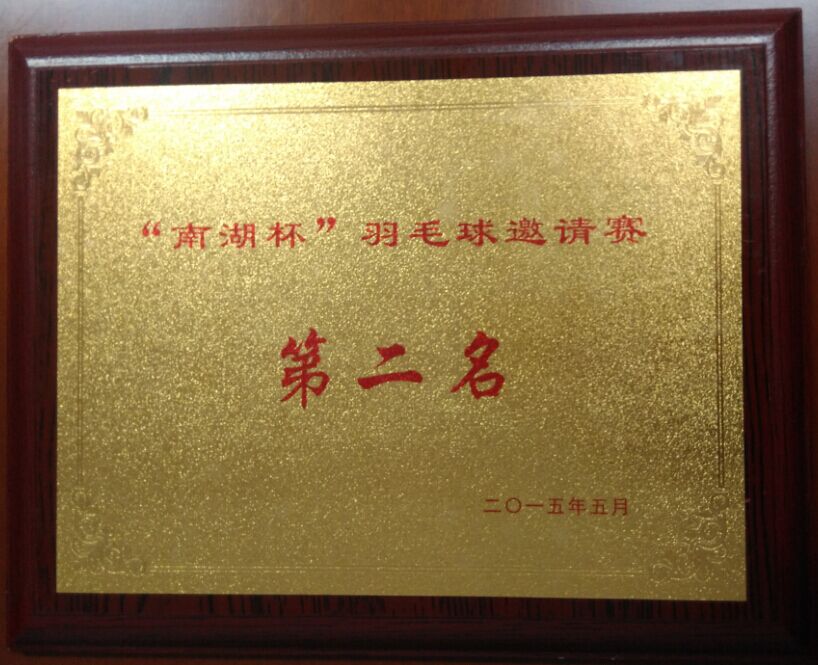 “南湖杯”羽毛球邀请赛
第二名
二〇一五年五月